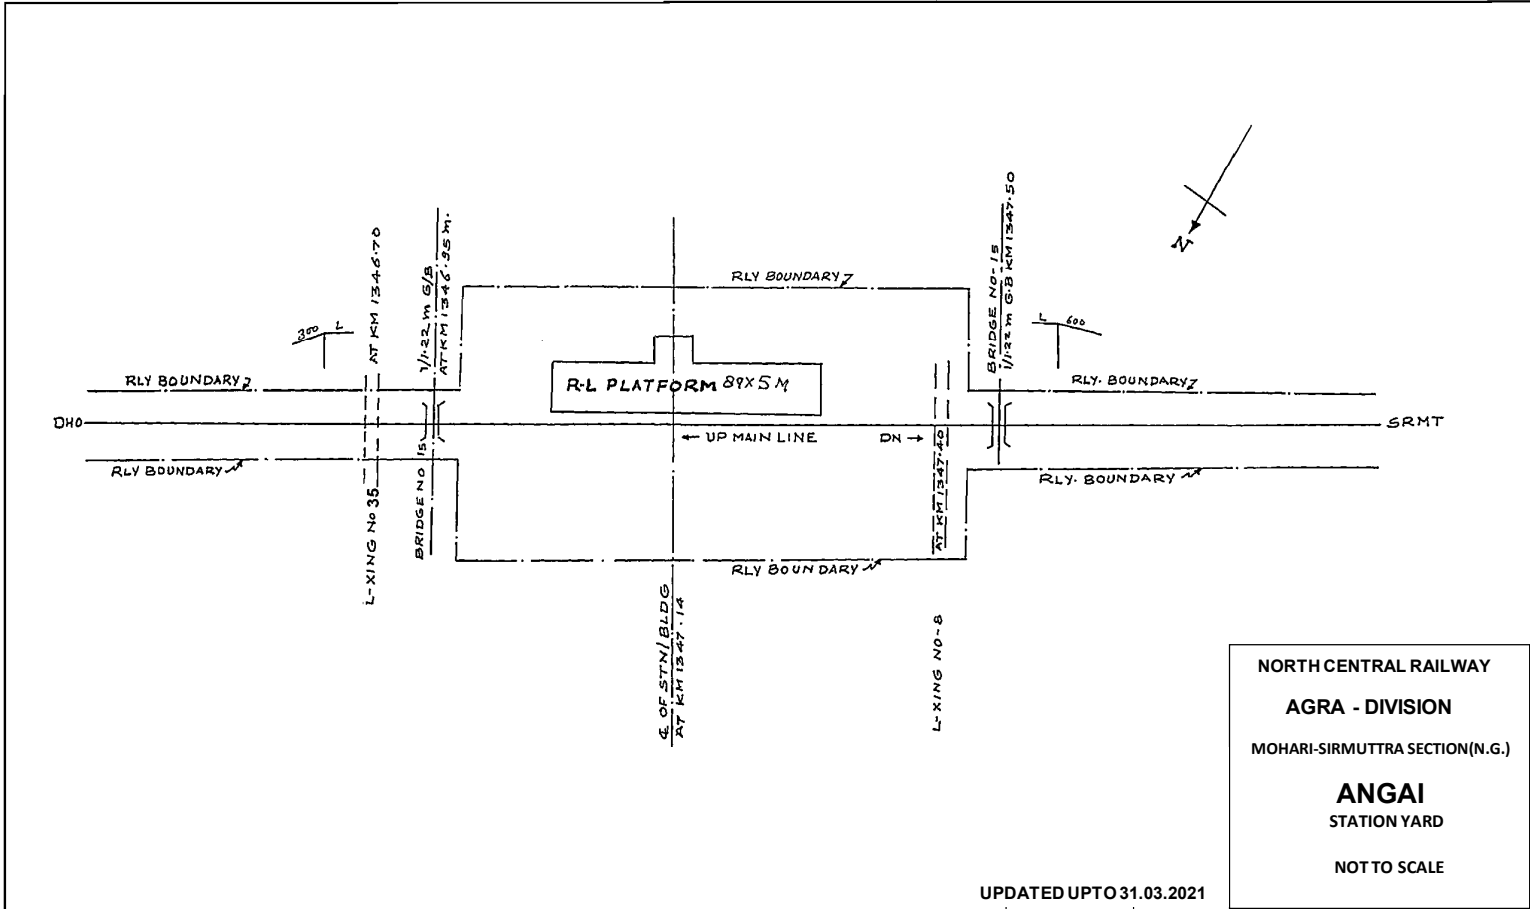 N
RLY BOUNDARY
300 L
L 600
AT KM 1346.70
L-XING No 35
1/1.22 m G/B
AT KM 1346.95 m.
BRIDGE NO 15
BRIDGE NO-15
1/1.22 m G.B KM 1347.50
RLY BOUNDARY
R-L PLATFORM 89X5 M
RLY. BOUNDARY
DHO
← UP MAIN LINE
DN →
SRMT
RLY BOUNDARY
RLY. BOUNDARY
AT KM 1347.40
L-XING NO-8
RLY BOUNDARY
℄ OF STN/BLDG
AT KM 1347.14
NORTH CENTRAL RAILWAY
AGRA - DIVISION
MOHARI-SIRMUTTRA SECTION(N.G.)
ANGAI
STATION YARD
NOT TO SCALE
UPDATED UPTO 31.03.2021